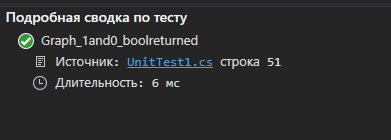 Подробная сводка по тесту
Graph_1and0_boolreturned
Источник: UnitTest1.cs строка 51
Длительность: 6 мс